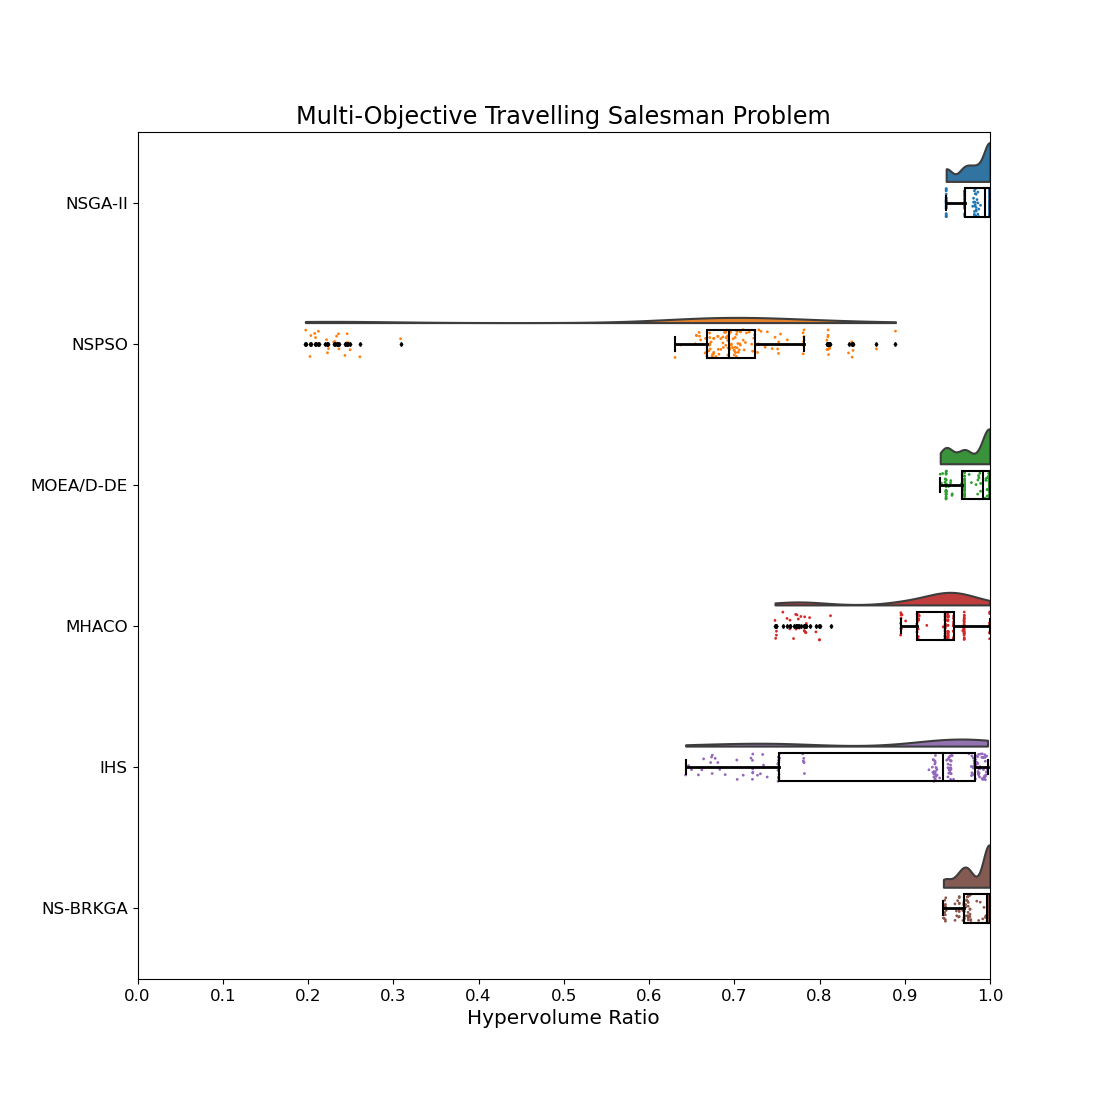 Multi-Objective Travelling Salesman Problem
NSGA-II
NSPSO
MOEA/D-DE
MHACO
IHS
NS-BRKGA
0.0 0.1 0.2 0.3 0.4 0.5 0.6 0.7 0.8 0.9 1.0
Hypervolume Ratio